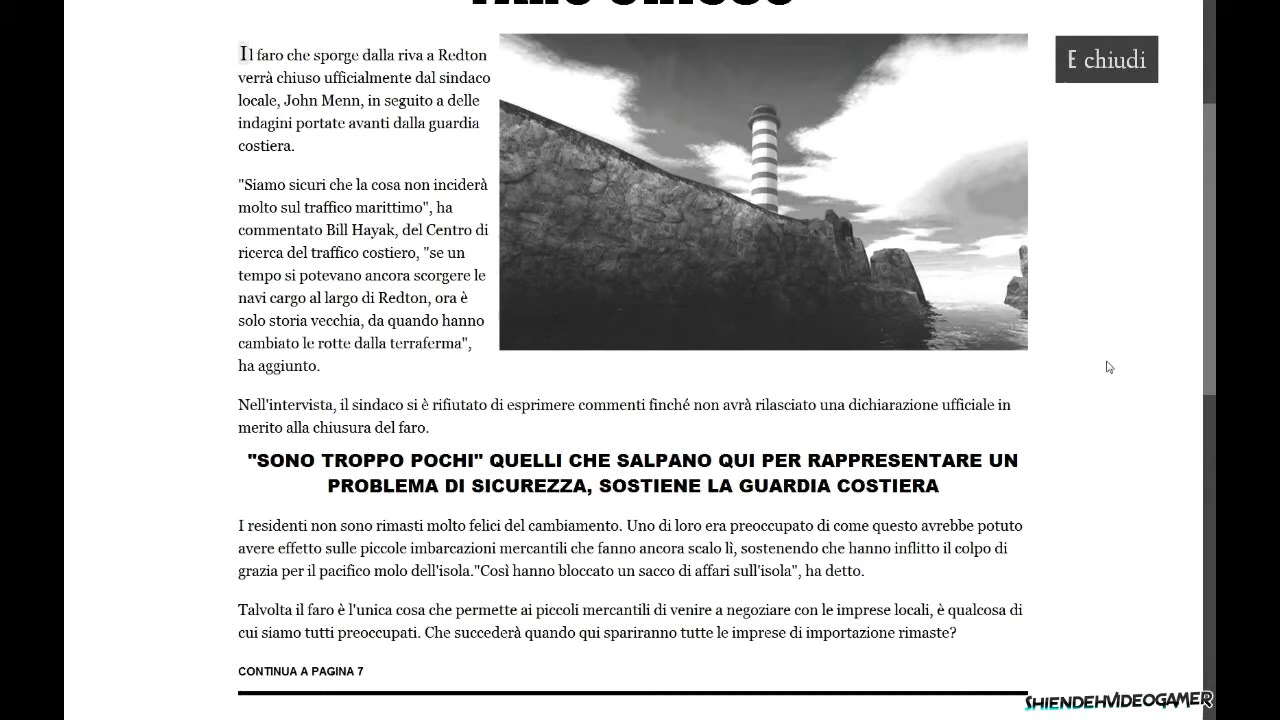 FARO CHIUSO
Il faro che sporge dalla riva a Redton
verrà chiuso ufficialmente dal sindaco
locale, John Menn, in seguito a delle
indagini portate avanti dalla guardia
costiera.
E chiudi
"Siamo sicuri che la cosa non inciderà
molto sul traffico marittimo", ha
commentato Bill Hayak, del Centro di
ricerca del traffico costiero, "se un
tempo si potevano ancora scorgere le
navi cargo al largo di Redton, ora è
solo storia vecchia, da quando hanno
cambiato le rotte dalla terraferma",
ha aggiunto.
Nell'intervista, il sindaco si è rifiutato di esprimere commenti finché non avrà rilasciato una dichiarazione ufficiale in
merito alla chiusura del faro.
"SONO TROPPO POCHI" QUELLI CHE SALPANO QUI PER RAPPRESENTARE UN
PROBLEMA DI SICUREZZA, SOSTIENE LA GUARDIA COSTIERA
I residenti non sono rimasti molto felici del cambiamento. Uno di loro era preoccupato di come questo avrebbe potuto
avere effetto sulle piccole imbarcazioni mercantili che fanno ancora scalo lì, sostenendo che hanno inflitto il colpo di
grazia per il pacifico molo dell'isola."Così hanno bloccato un sacco di affari sull'isola", ha detto.
Talvolta il faro è l'unica cosa che permette ai piccoli mercantili di venire a negoziare con le imprese locali, è qualcosa di
cui siamo tutti preoccupati. Che succederà quando qui spariranno tutte le imprese di importazione rimaste?
CONTINUA A PAGINA 7
SHIENDEHVIDEOGAMER